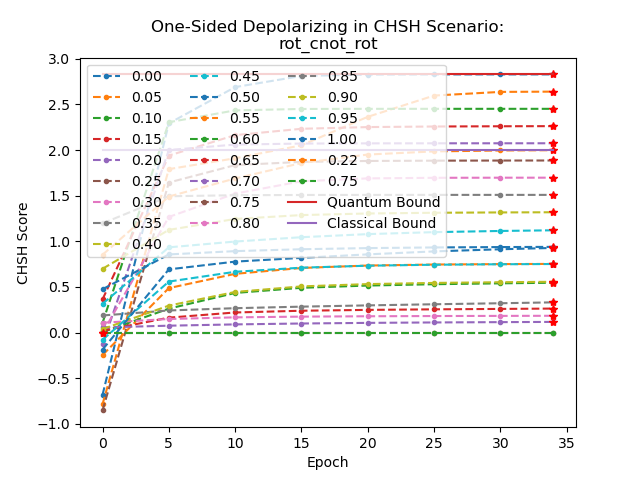 One-Sided Depolarizing in CHSH Scenario:
rot_cnot_rot
CHSH Score
3.0
2.5
2.0
1.5
1.0
0.5
0.0
−0.5
−1.0
0.00 0.45 0.85
0.05 0.50 0.90
0.10 0.55 0.95
0.15 0.60 1.00
0.20 0.65 0.22
0.25 0.70 0.75
0.30 0.75 Quantum Bound
0.35 0.80 Classical Bound
0.40
0 5 10 15 20 25 30 35
Epoch